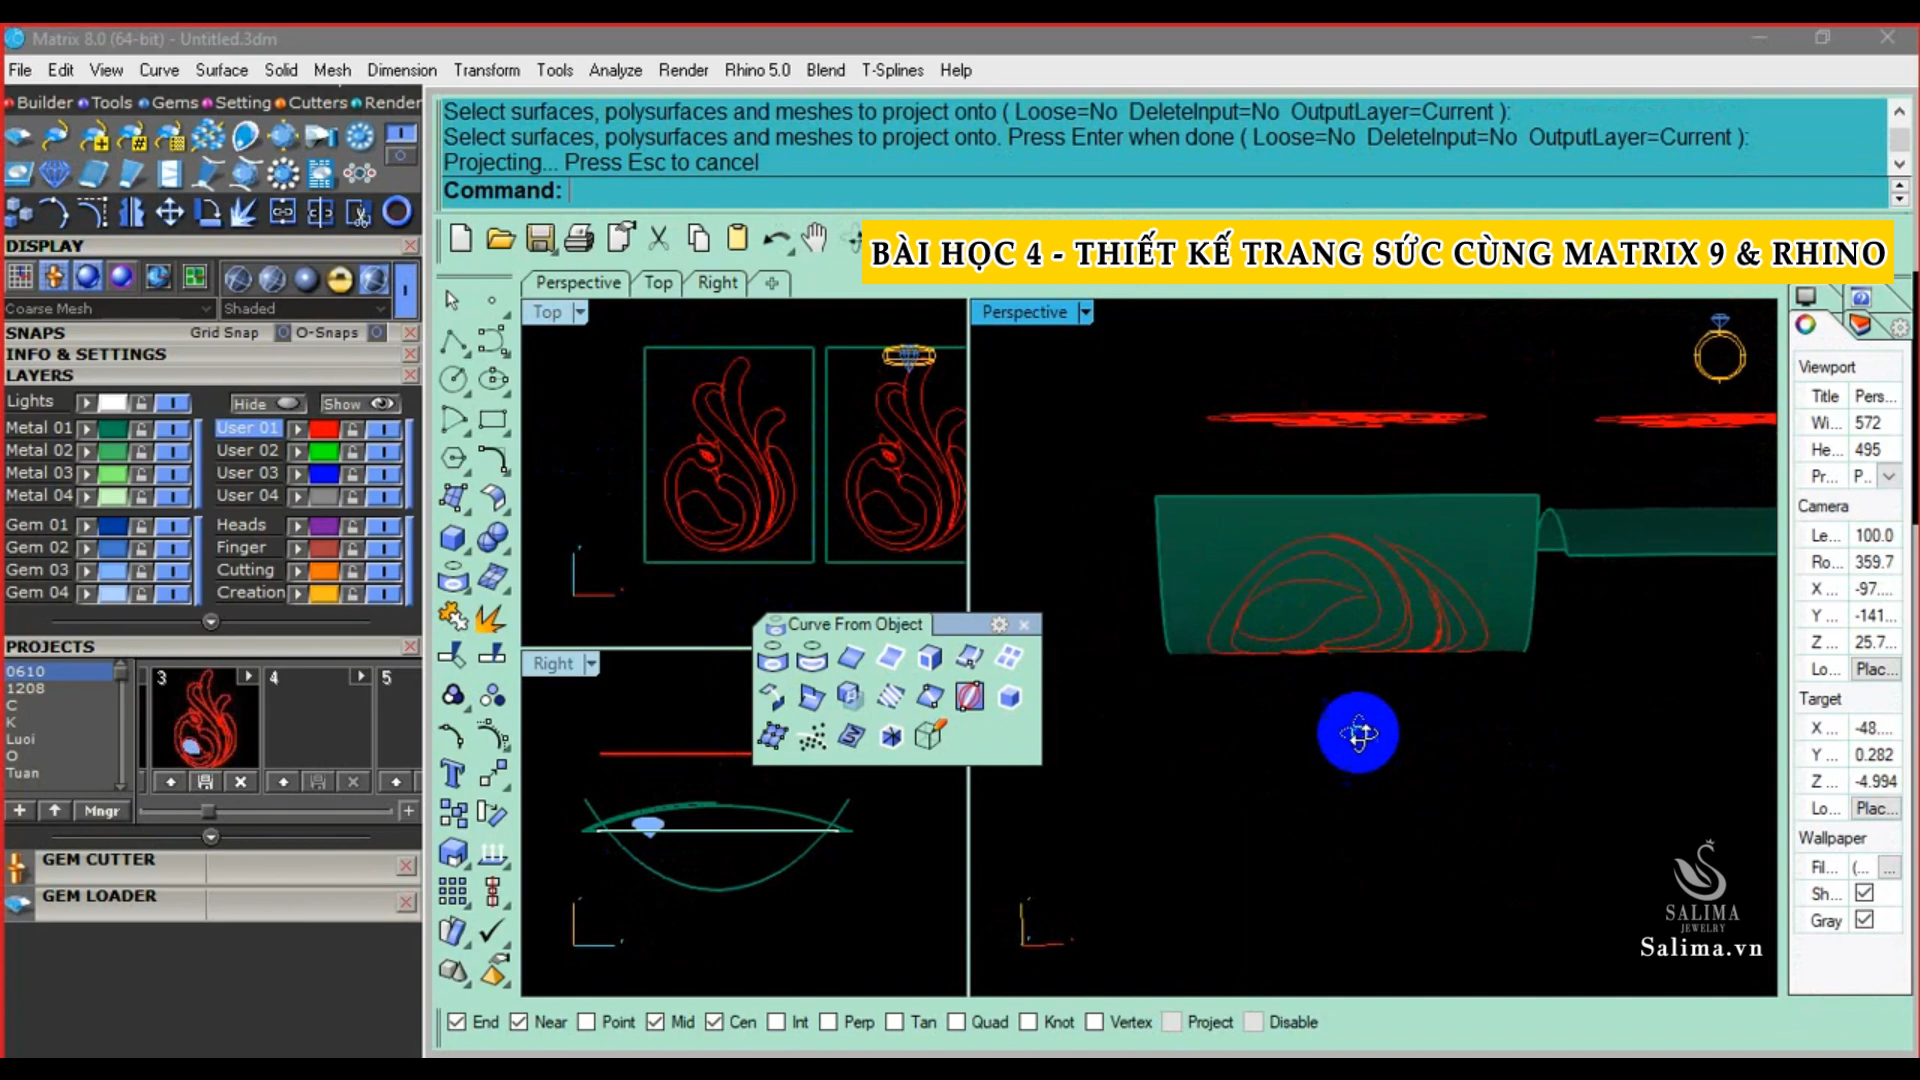 Matrix 8.0 (64-bit) - Untitled.3dm
File Edit View Curve Surface Solid Mesh Dimension Transform Tools Analyze Render Rhino 5.0 Blend T-Splines Help
Builder Tools Gems Setting Cutters Render
Select surfaces, polysurfaces and meshes to project onto ( Loose=No DeleteInput=No OutputLayer=Current ):
Select surfaces, polysurfaces and meshes to project onto. Press Enter when done ( Loose=No DeleteInput=No OutputLayer=Current ):
Projecting... Press Esc to cancel
Command:
BÀI HỌC 4 - THIẾT KẾ TRANG SỨC CÙNG MATRIX 9 & RHINO
DISPLAY
Coarse Mesh Shaded
SNAPS Grid Snap O-Snaps
INFO & SETTINGS
LAYERS
Lights Hide Show
Metal 01 User 01
Metal 02 User 02
Metal 03 User 03
Metal 04 User 04
Gem 01 Heads
Gem 02 Finger
Gem 03 Cutting
Gem 04 Creation
PROJECTS
0610
1208
C
K
Luoi
O
Tuan
3 4 5
Mngr
GEM CUTTER
GEM LOADER
Perspective Top Right
Top
Perspective
Right
Curve From Object
Viewport
Title Pers...
Wi... 572
He... 495
Pr... P..
Camera
Le... 100.0
Ro... 359.7
X ... -97....
Y ... -141...
Z ... 25.7...
Lo... Plac...
Target
X ... -48....
Y ... 0.282
Z ... -4.994
Lo... Plac...
Wallpaper
Fil... (... ...
Sh...
Gray
SALIMA
JEWELRY
Salima.vn
End Near Point Mid Cen Int Perp Tan Quad Knot Vertex Project Disable